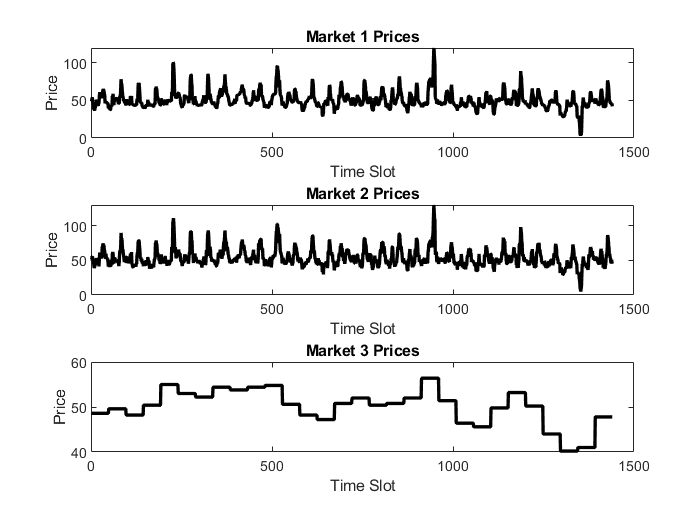 Market 1 Prices
100
50
0
Price
0 500 1000 1500
Time Slot
Market 2 Prices
100
50
0
Price
0 500 1000 1500
Time Slot
Market 3 Prices
60
50
40
Price
0 500 1000 1500
Time Slot